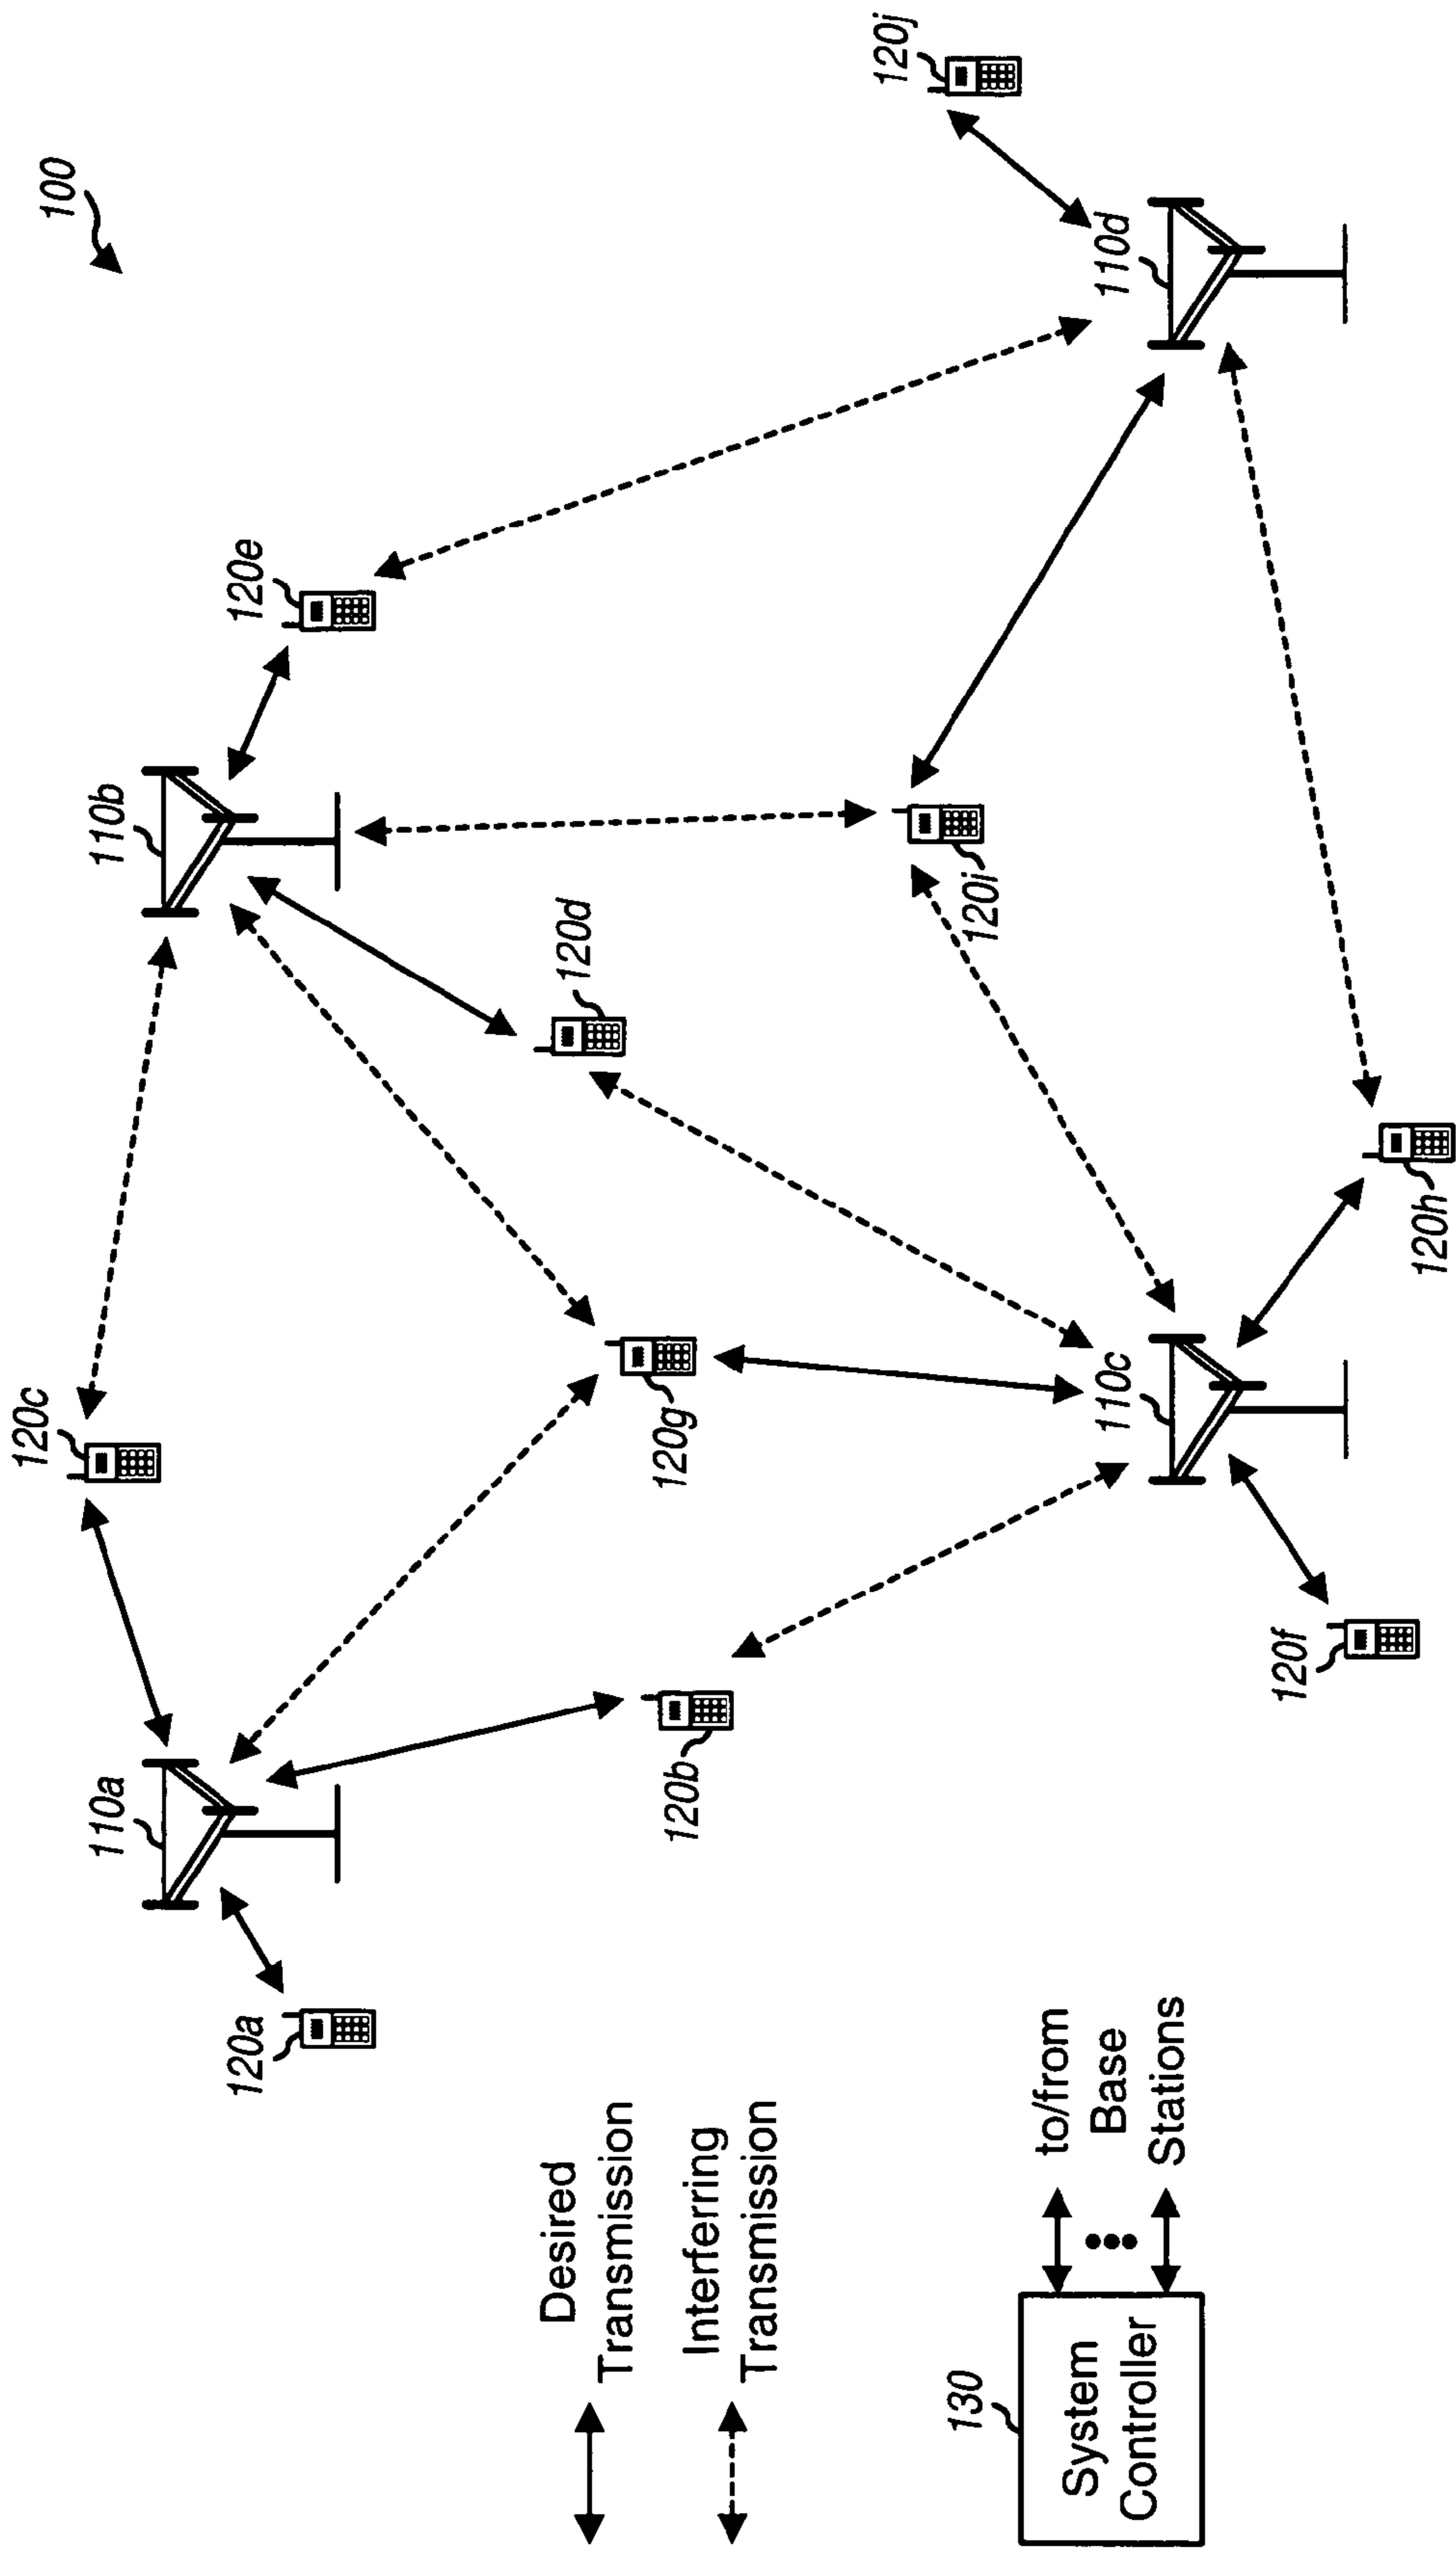 100
120c
110a
110b
120e
120a
120d
120b
120g
120j
110c
110d
120i
120f
120h
Desired
Transmission
Interferring
Transmission
130
System
Controller
to/from
Base
Stations